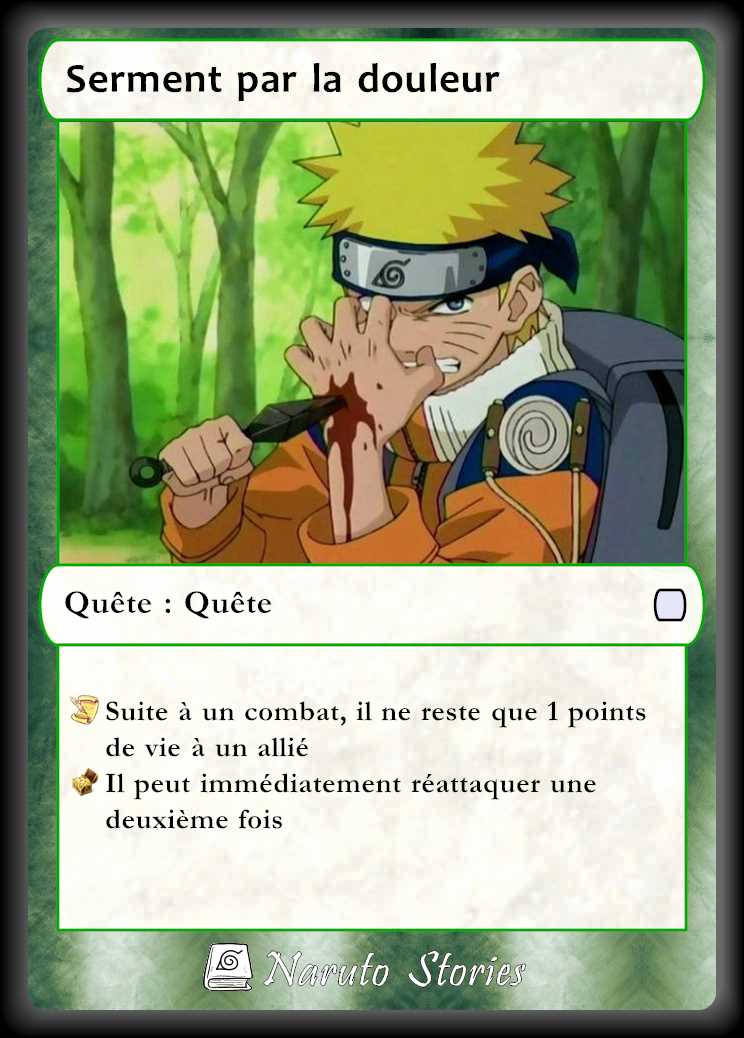 Serment par la douleur
Quête : Quête
Suite à un combat, il ne reste que 1 points
de vie à un allié
Il peut immédiatement réattaquer une
deuxième fois
Naruto Stories